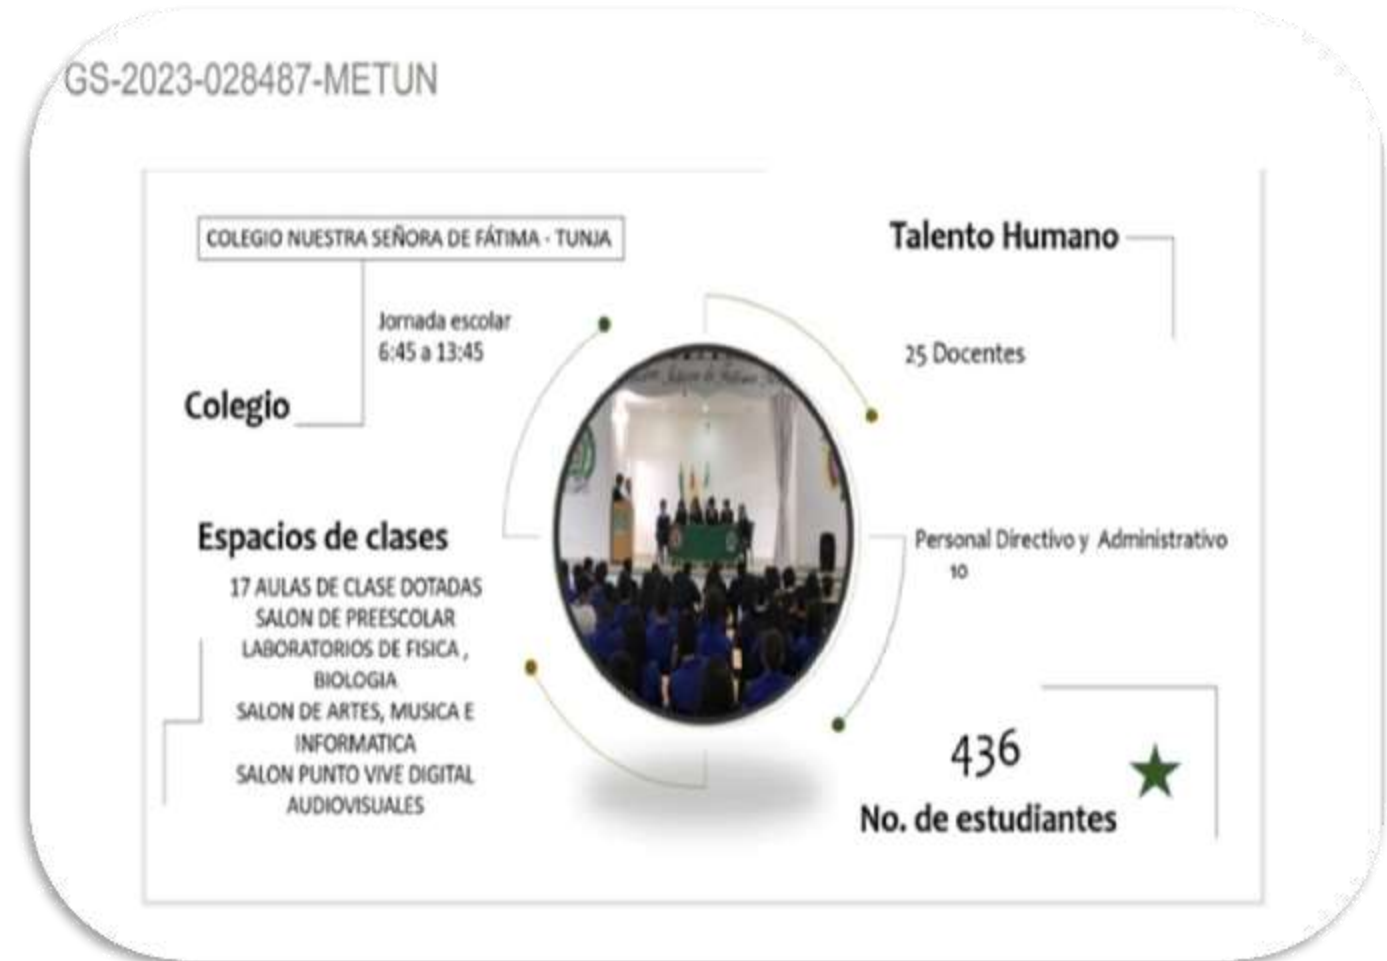 GS-2023-028487-METUN
COLEGIO NUESTRA SEÑORA DE FÁTIMA - TUNJA
Jornada escolar
6:45 a 13:45
Colegio
Espacios de clases
17 AULAS DE CLASE DOTADAS
SALON DE PREESCOLAR
LABORATORIOS DE FISICA ,
BIOLOGIA
SALON DE ARTES, MUSICA E
INFORMATICA
SALON PUNTO VIVE DIGITAL
AUDIOVISUALES
Talento Humano
25 Docentes
Personal Directivo y Administrativo
10
436
No. de estudiantes